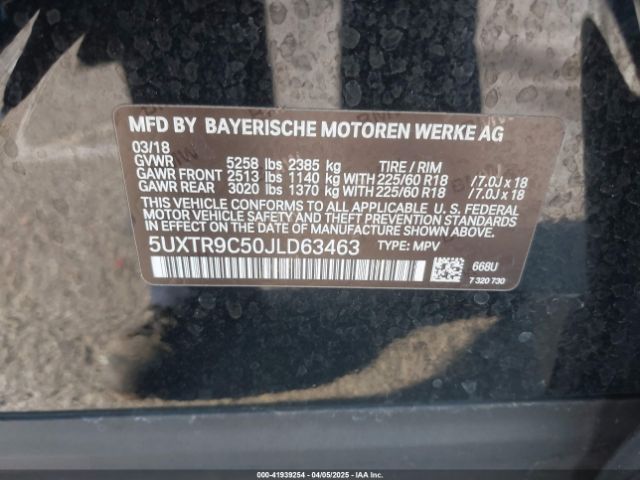 MFD BY BAYERISCHE MOTOREN WERKE AG
03/18
GVWR 5258 lbs 2385 kg TIRE / RIM
GAWR FRONT 2513 lbs 1140 kg WITH 225/60 R18 / 7.0J x 18
GAWR REAR 3020 lbs 1370 kg WITH 225/60 R18 / 7.0J x 18
THIS VEHICLE CONFORMS TO ALL APPLICABLE U. S. FEDERAL
MOTOR VEHICLE SAFETY AND THEFT PREVENTION STANDARDS
IN EFFECT ON THE DATE OF MANUFACTURE SHOWN ABOVE.
5UXTR9C50JLD63463 TYPE: MPV
668U
7 320 730
000-41939254 04/05/2025 COPART